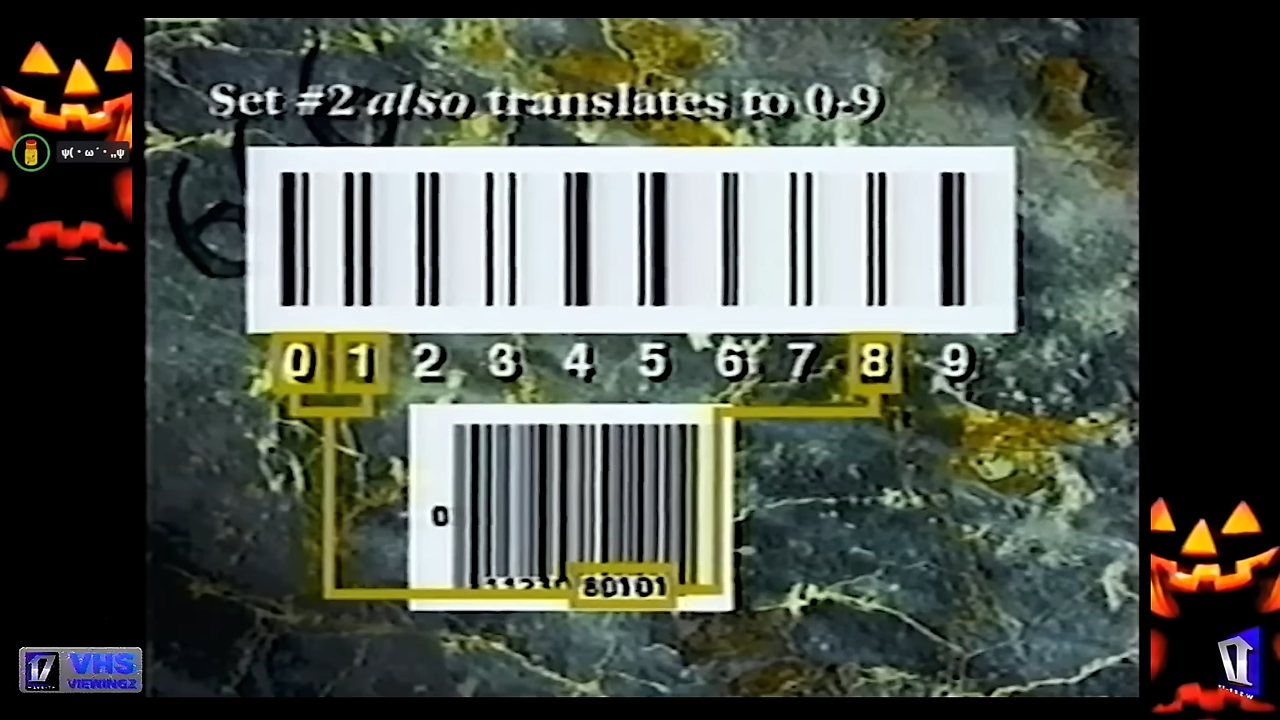 Set #2 also translates to 0-9
ψ( ･ ω ´ ･ ,,ψ
0 1 2 3 4 5 6 7 8 9
0
80101
VHS
VIEWINGZ